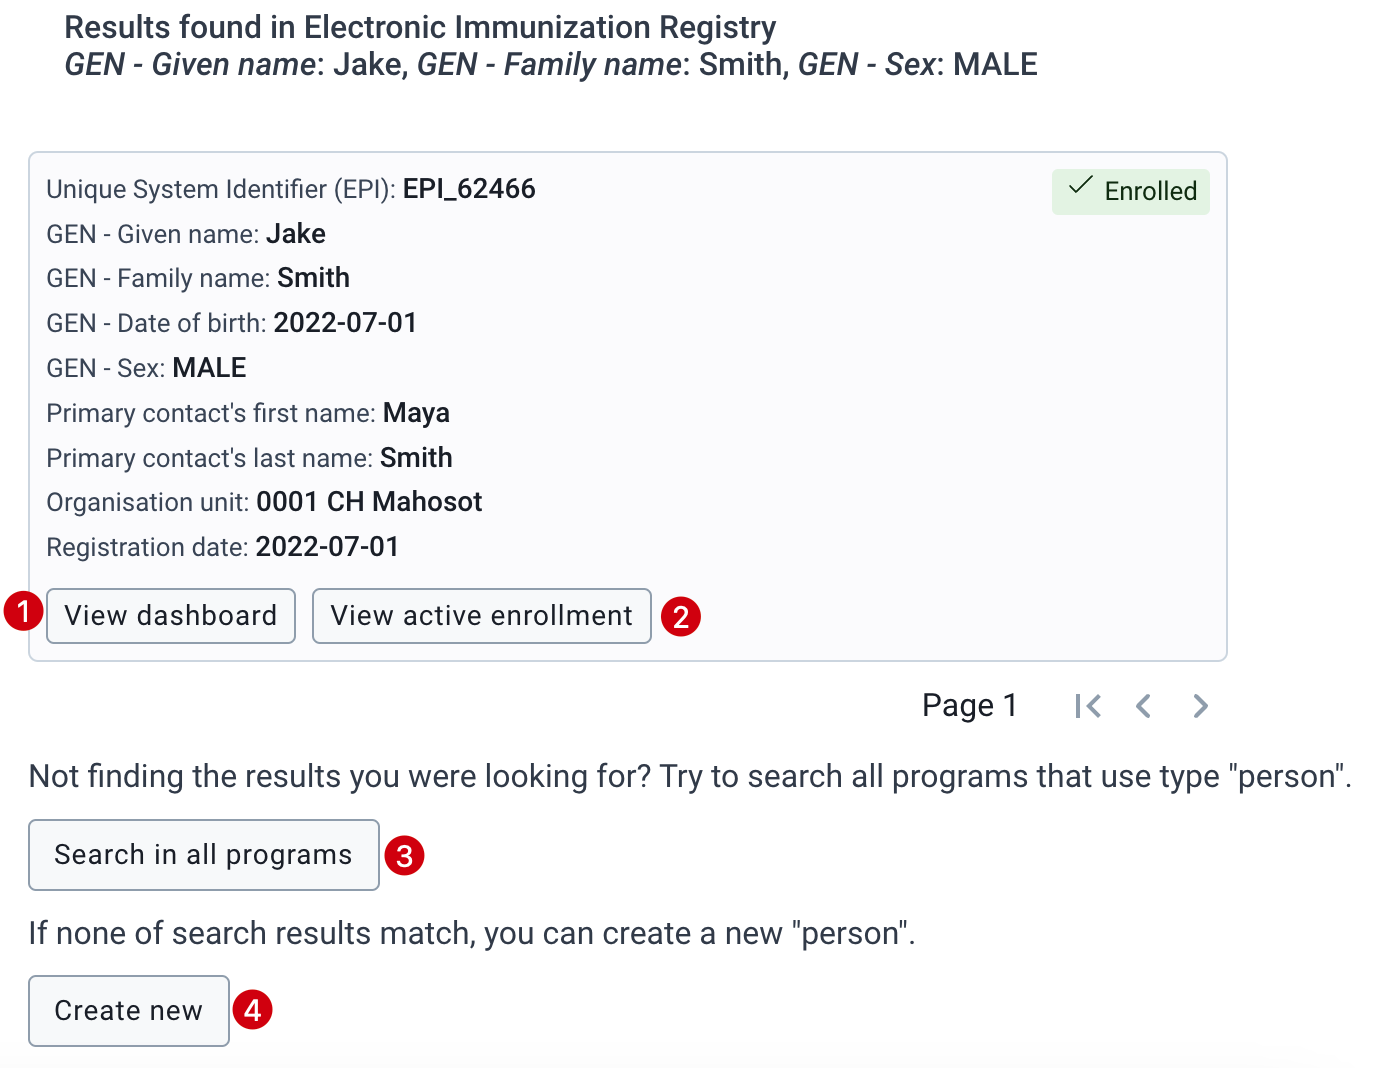 Results found in Electronic Immunization Registry
GEN - Given name: Jake, GEN - Family name: Smith, GEN - Sex: MALE
Unique System Identifier (EPI): EPI_62466
Enrolled
GEN - Given name: Jake
GEN - Family name: Smith
GEN - Date of birth: 2022-07-01
GEN - Sex: MALE
Primary contact's first name: Maya
Primary contact's last name: Smith
Organisation unit: 0001 CH Mahosot
Registration date: 2022-07-01
1 View dashboard View active enrollment 2
Page 1
Not finding the results you were looking for? Try to search all programs that use type "person".
Search in all programs 3
If none of search results match, you can create a new "person".
Create new 4